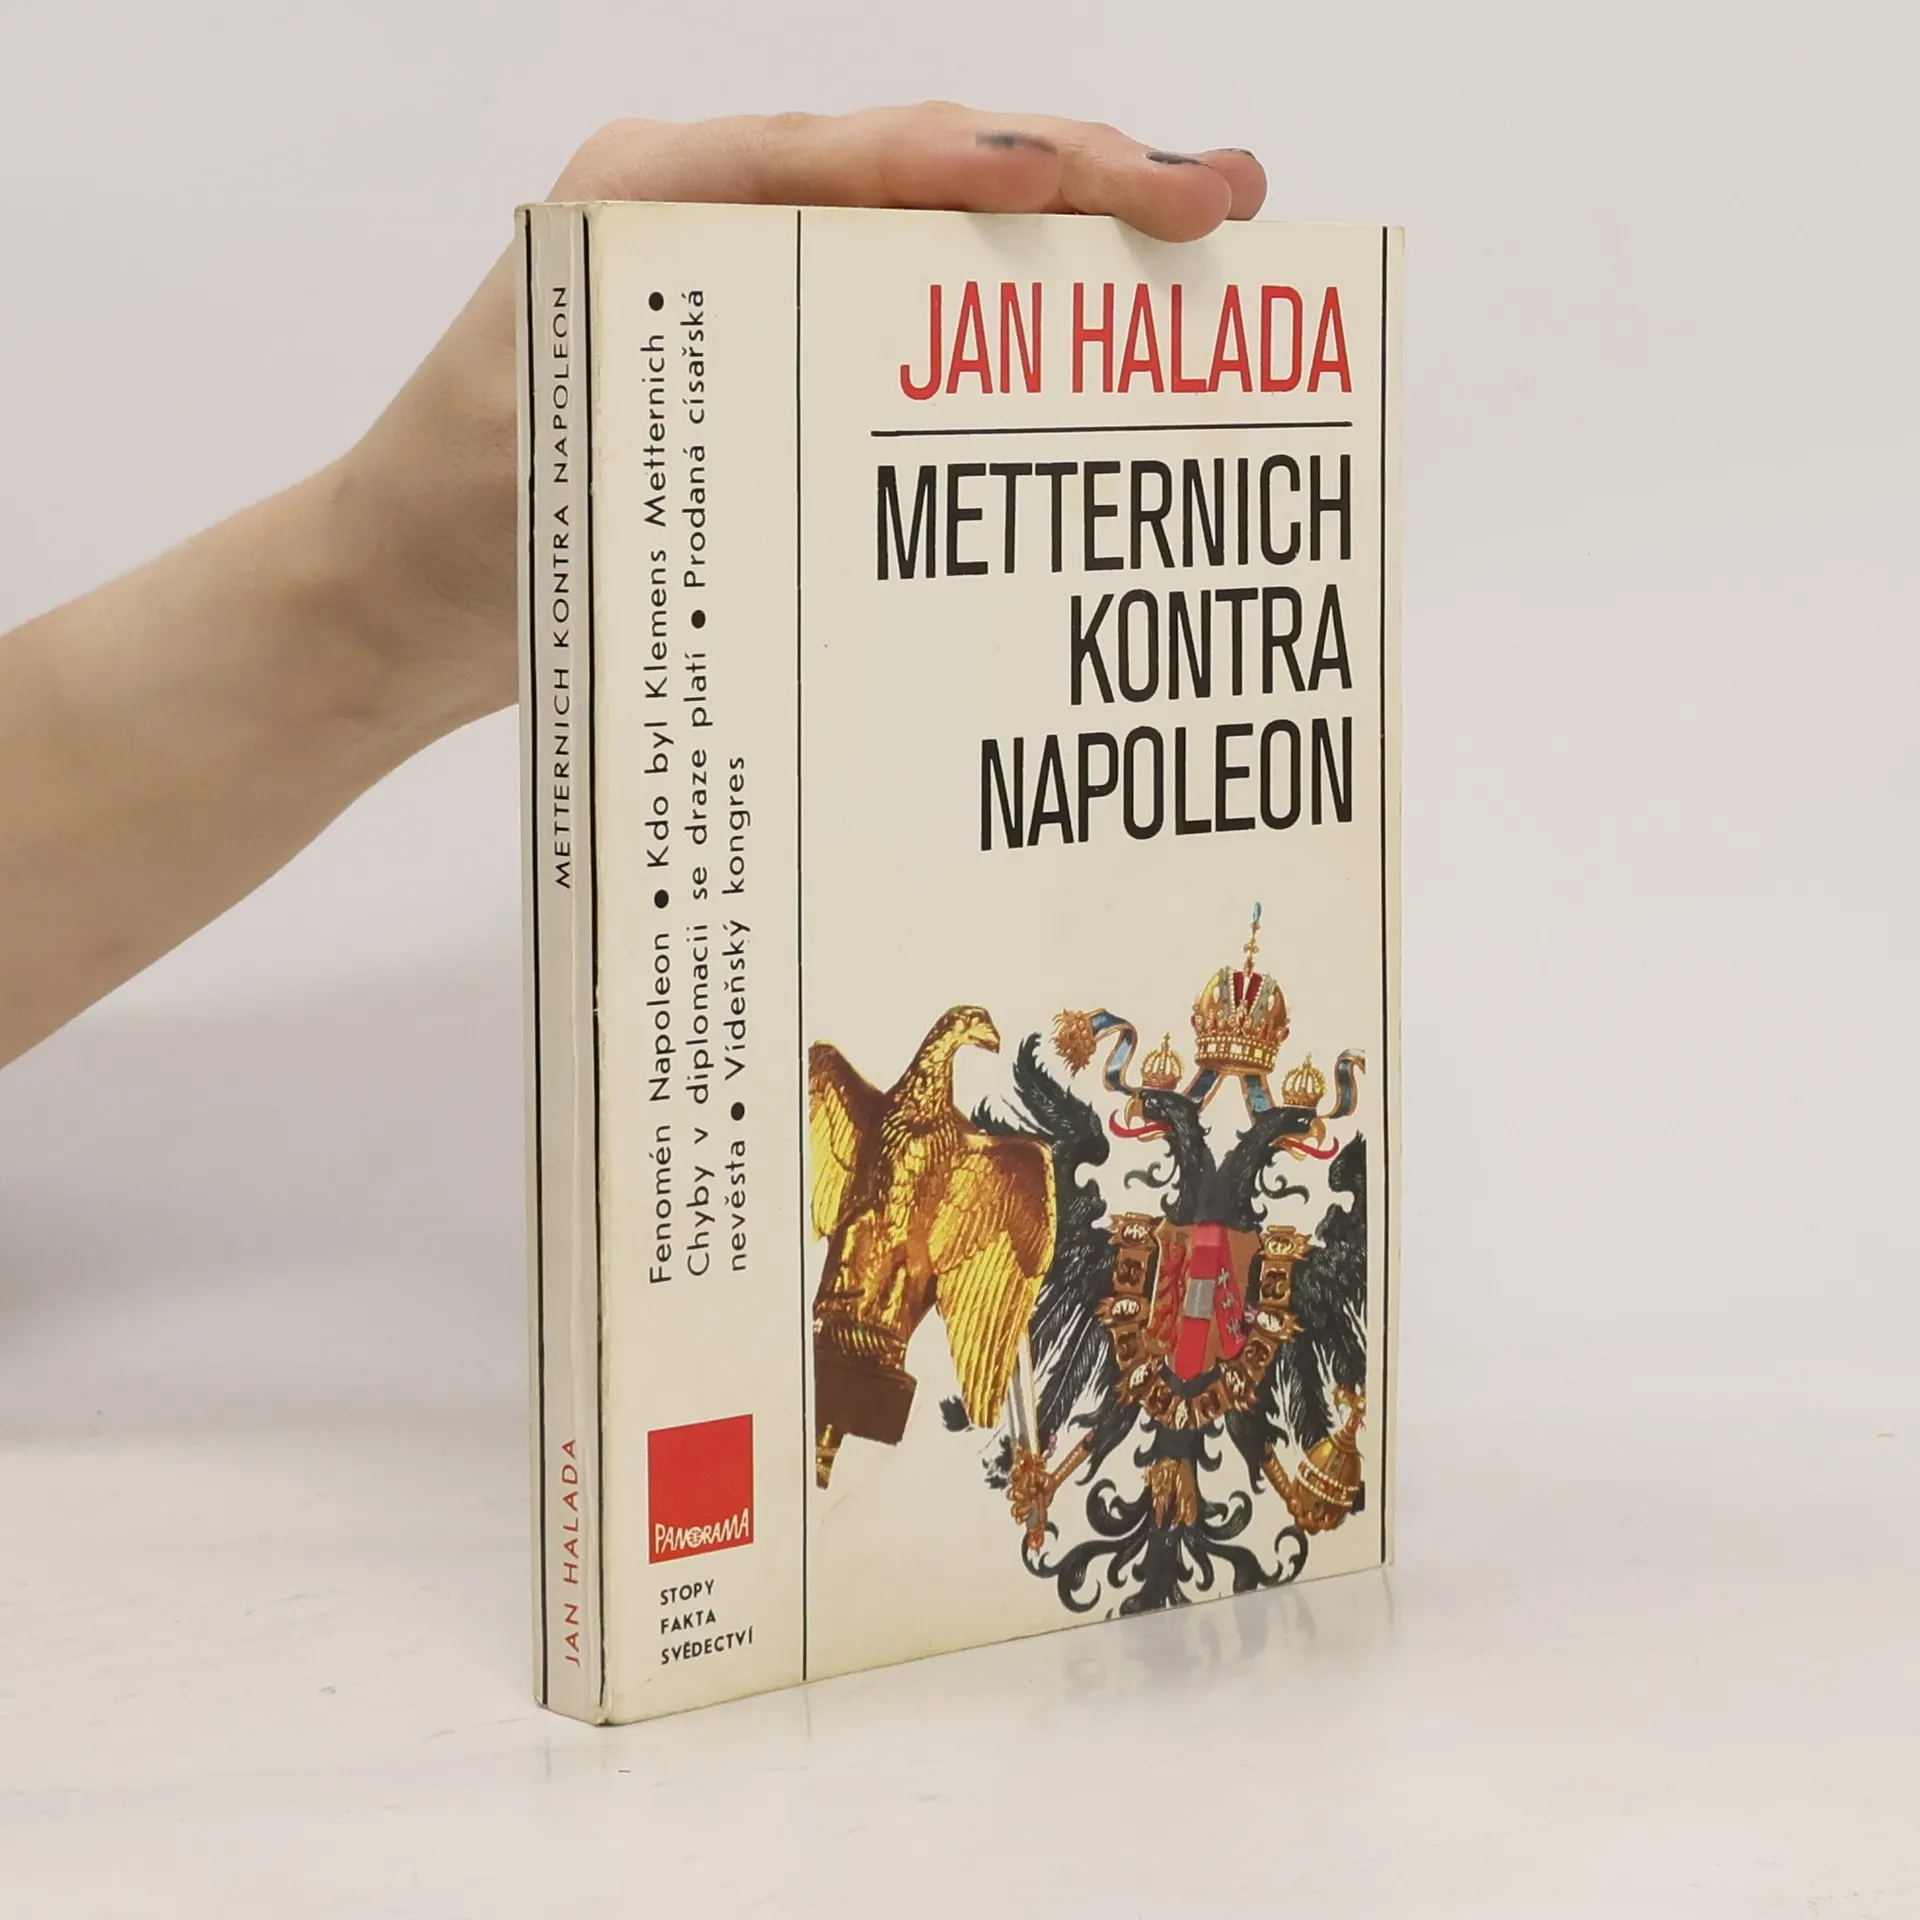 METTERNICH KONTRA NAPOLEON
JAN HALADA
Fenomén Napoleon ● Kdo byl Klemens Metternich ●
Chyby v diplomacii se draze platí ● Prodaná císařská
nevěsta ● Vídeňský kongres
PANORAMA
STOPY
FAKTA
SVĚDECTVÍ
JAN HALADA
METTERNICH
KONTRA
NAPOLEON